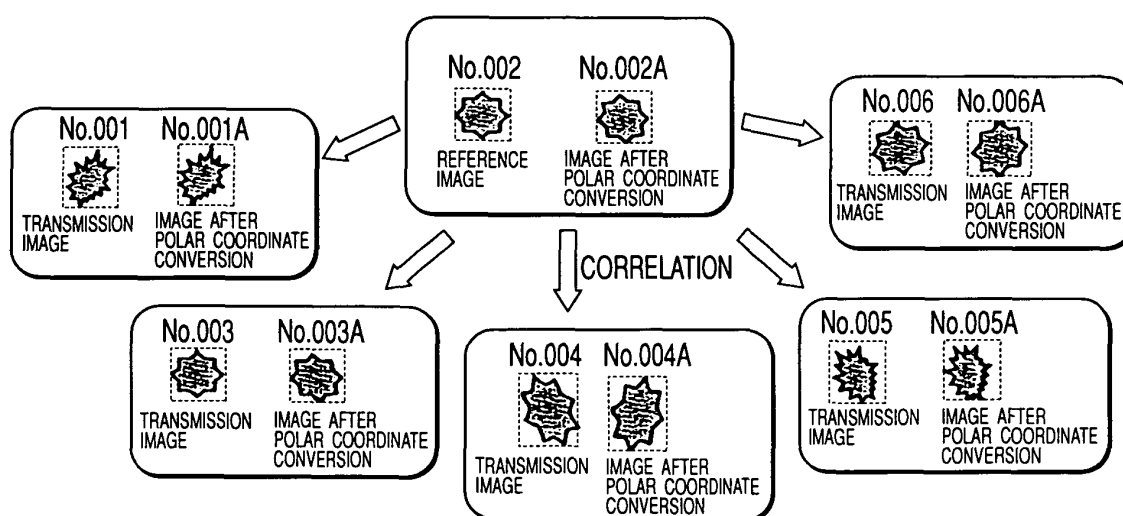 No.002 No.002A
REFERENCE
IMAGE
IMAGE AFTER
POLAR COORDINATE
CONVERSION
No.001 No.001A
TRANSMISSION
IMAGE
IMAGE AFTER
POLAR COORDINATE
CONVERSION
No.006 No.006A
TRANSMISSION
IMAGE
IMAGE AFTER
POLAR COORDINATE
CONVERSION
CORRELATION
No.003 No.003A
TRANSMISSION
IMAGE
IMAGE AFTER
POLAR COORDINATE
CONVERSION
No.004 No.004A
TRANSMISSION
IMAGE
IMAGE AFTER
POLAR COORDINATE
CONVERSION
No.005 No.005A
TRANSMISSION
IMAGE
IMAGE AFTER
POLAR COORDINATE
CONVERSION